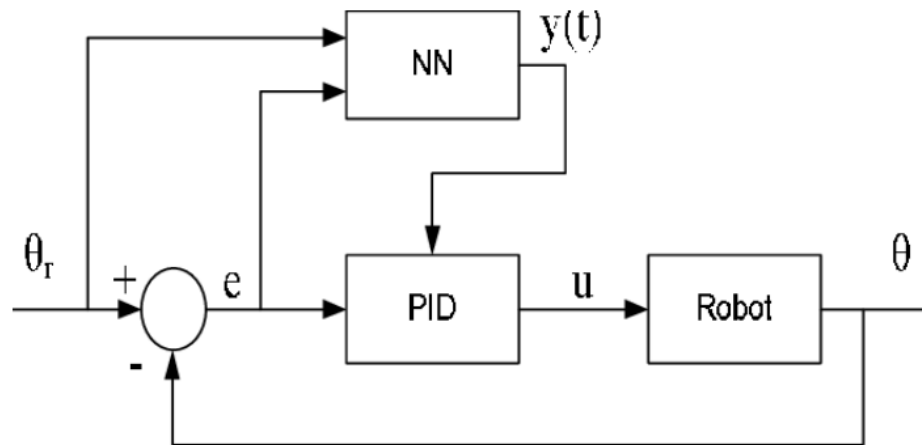 y(t)
NN
θr
+
e
PID
u
Robot
θ
-